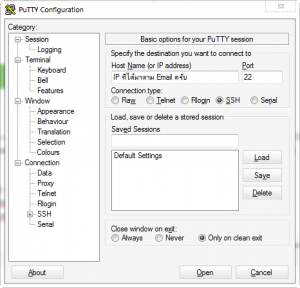 PuTTY Configuration
Category:
Session
Logging
Terminal
Keyboard
Bell
Features
Window
Appearance
Behaviour
Translation
Selection
Colours
Connection
Data
Proxy
Telnet
Rlogin
SSH
Serial
Basic options for your PuTTY session
Specify the destination you want to connect to
Host Name (or IP address) Port
IP ที่ได้มาตาม Email ครับ 22
Connection type:
Raw Telnet Rlogin SSH Serial
Load, save or delete a stored session
Saved Sessions
Default Settings
Load
Save
Delete
Close window on exit:
Always Never Only on clean exit
About Open Cancel